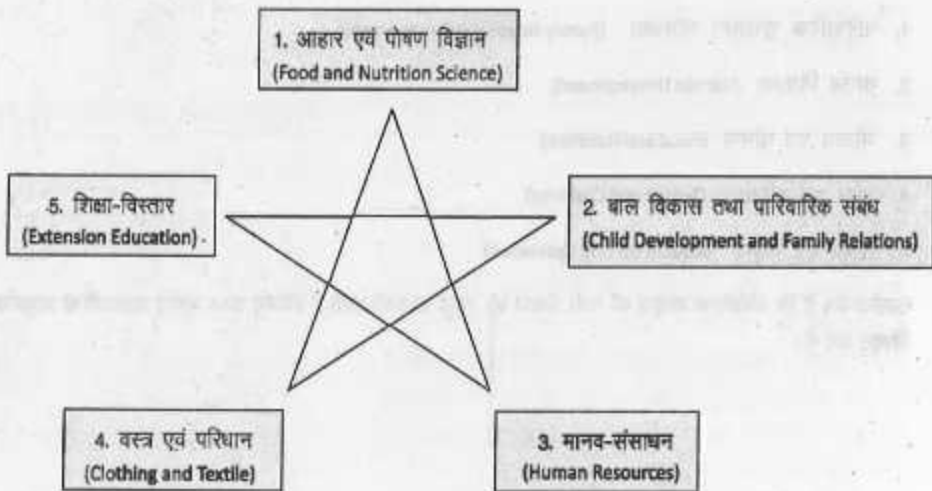 1. आहार एवं पोषण विज्ञान
(Food and Nutrition Science)
5. शिक्षा-विस्तार
(Extension Education)
2. बाल विकास तथा पारिवारिक संबंध
(Child Development and Family Relations)
4. वस्त्र एवं परिधान
(Clothing and Textile)
3. मानव-संसाधन
(Human Resources)